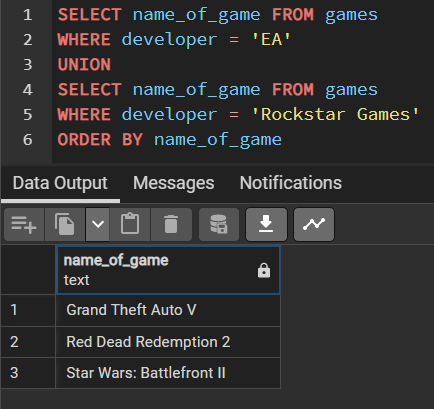 1 SELECT name_of_game FROM games
2 WHERE developer = 'EA'
3 UNION
4 SELECT name_of_game FROM games
5 WHERE developer = 'Rockstar Games'
6 ORDER BY name_of_game
Data Output Messages Notifications
name_of_game
text
1 Grand Theft Auto V
2 Red Dead Redemption 2
3 Star Wars: Battlefront II